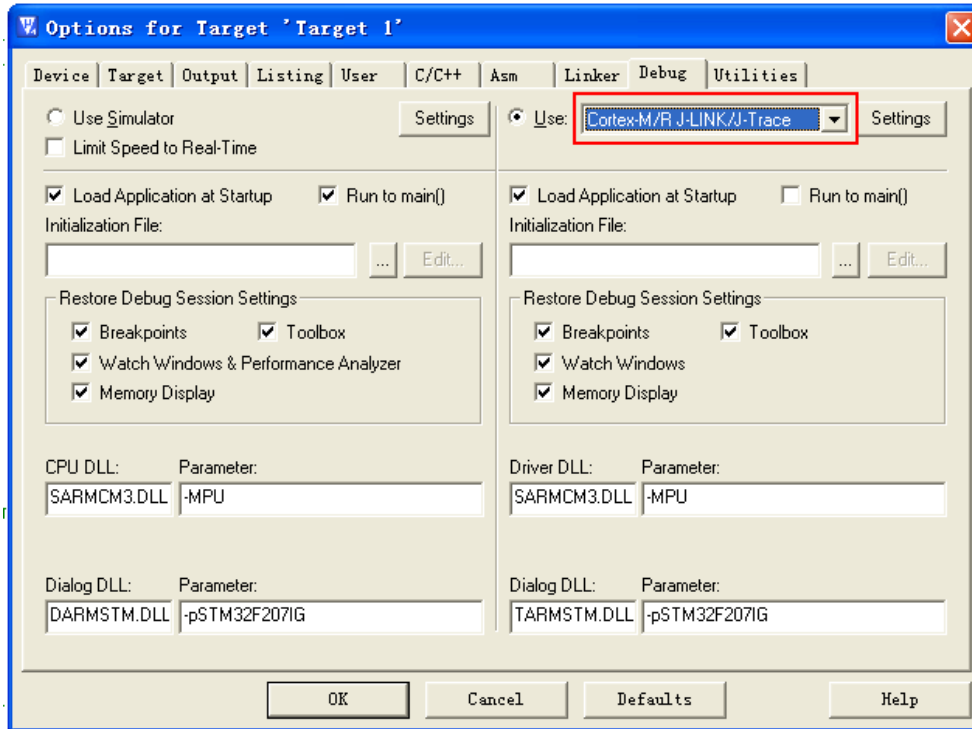 Options for Target 'Target 1'
Device Target Output Listing User C/C++ Asm Linker Debug Utilities
Use Simulator Settings
Limit Speed to Real-Time
Use: Cortex-M/R J-LINK/J-Trace Settings
Load Application at Startup Run to main()
Initialization File:
... Edit...
Restore Debug Session Settings
Breakpoints Toolbox
Watch Windows & Performance Analyzer
Memory Display
Load Application at Startup Run to main()
Initialization File:
... Edit...
Restore Debug Session Settings
Breakpoints Toolbox
Watch Windows
Memory Display
CPU DLL: Parameter:
SARMCM3.DLL -MPU
Driver DLL: Parameter:
SARMCM3.DLL -MPU
Dialog DLL: Parameter:
DARMSTM.DLL -pSTM32F207IG
Dialog DLL: Parameter:
TARMSTM.DLL -pSTM32F207IG
OK Cancel Defaults Help